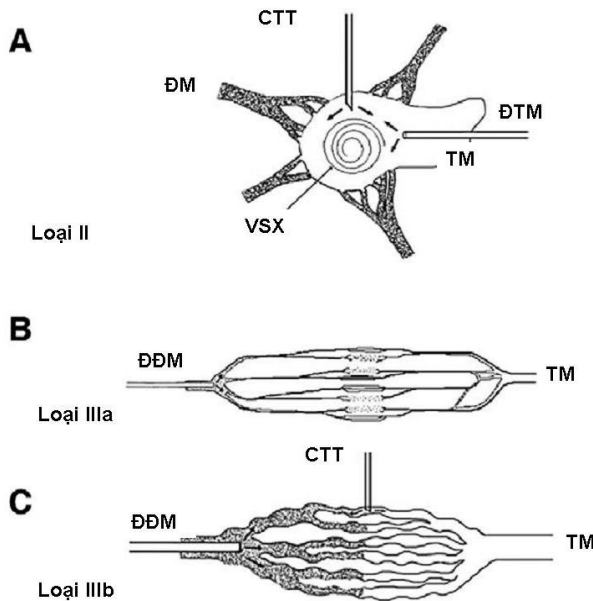 CTT
A
ĐM
ĐTM
TM
VSX
Loại II
B
ĐĐM
TM
Loại IIIa
CTT
C
ĐĐM
TM
Loại IIIb